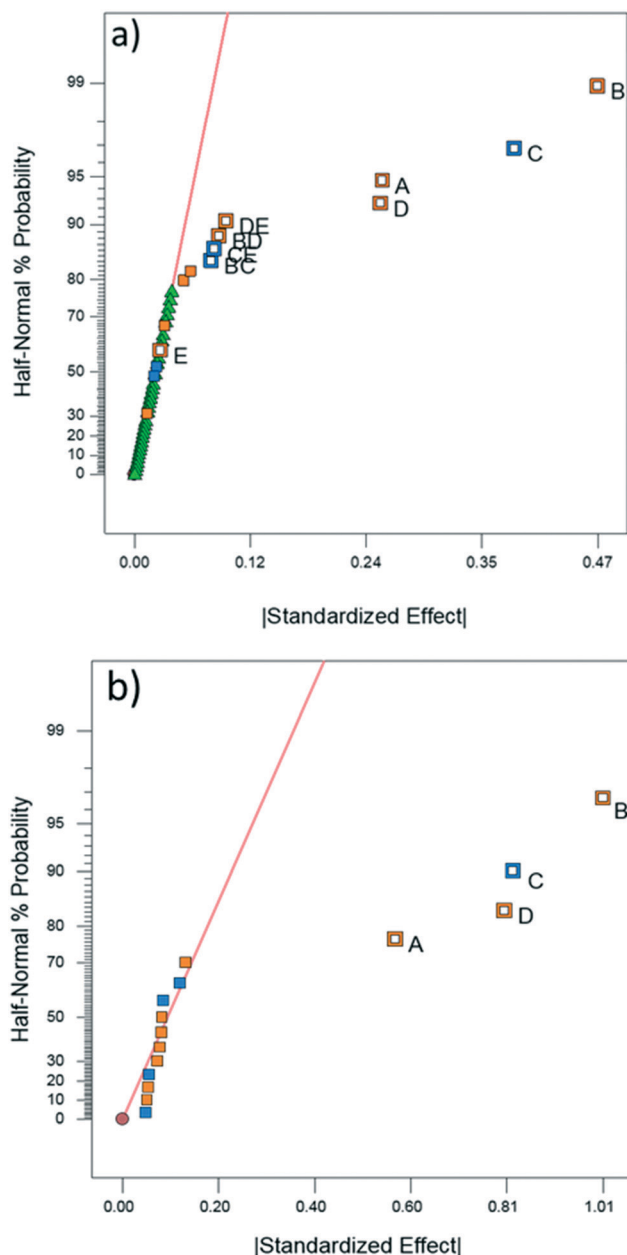 a)
Half-Normal % Probability
99
95
90
80
70
50
30
20
10
0
B
C
A
D
DE
BD
CE
BC
E
0.00 0.12 0.24 0.35 0.47
|Standardized Effect|
b)
Half-Normal % Probability
99
95
90
80
70
50
30
20
10
0
B
C
D
A
0.00 0.20 0.40 0.60 0.81 1.01
|Standardized Effect|